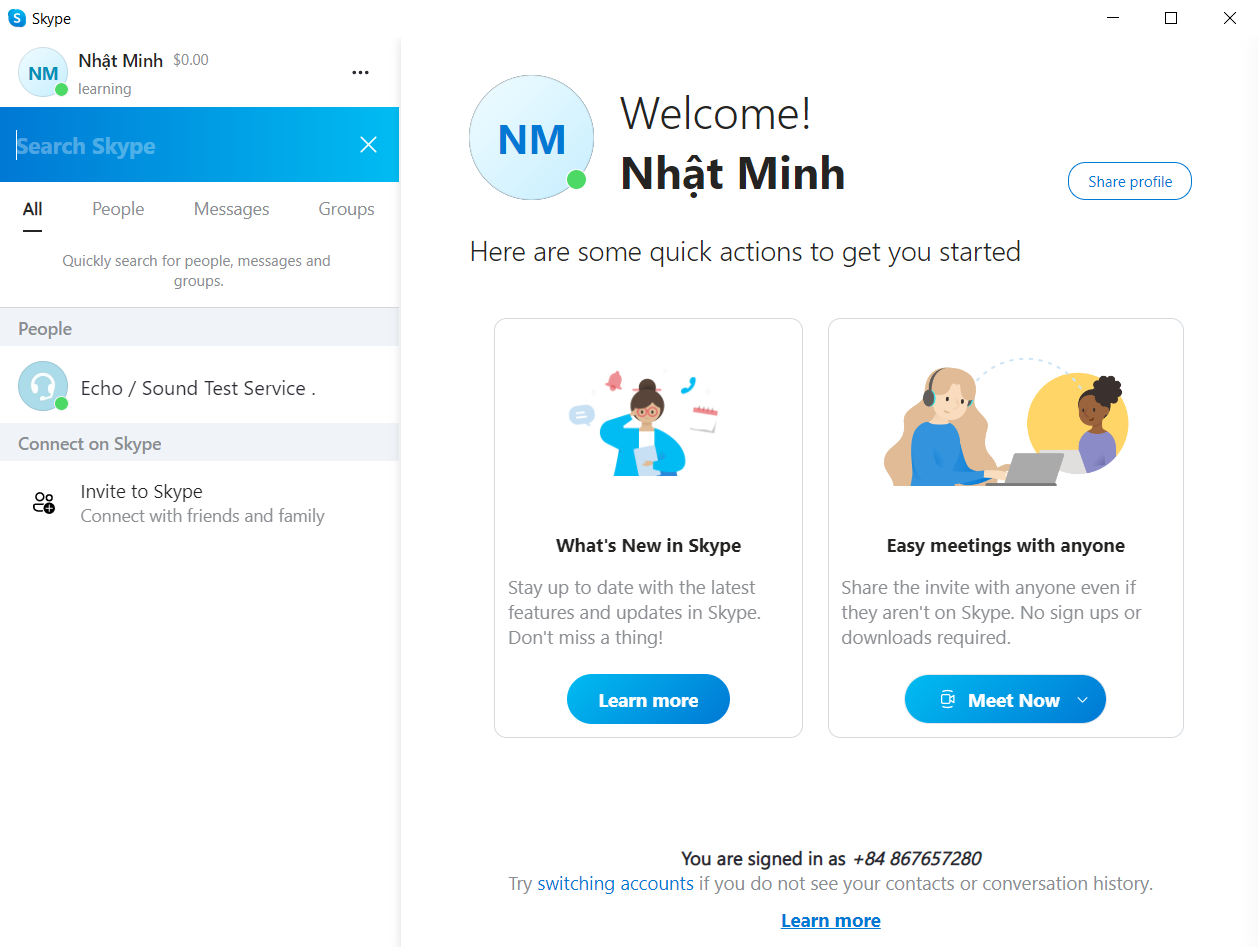 Skype
NM
Nhật Minh $0.00
learning
Search Skype
All People Messages Groups
Quickly search for people, messages and
groups.
People
Echo / Sound Test Service .
Connect on Skype
Invite to Skype
Connect with friends and family
NM
Welcome!
Nhật Minh
Share profile
Here are some quick actions to get you started
What's New in Skype
Stay up to date with the latest
features and updates in Skype.
Don't miss a thing!
Learn more
Easy meetings with anyone
Share the invite with anyone even if
they aren't on Skype. No sign ups or
downloads required.
Meet Now
You are signed in as +84 867657280
Try switching accounts if you do not see your contacts or conversation history.
Learn more